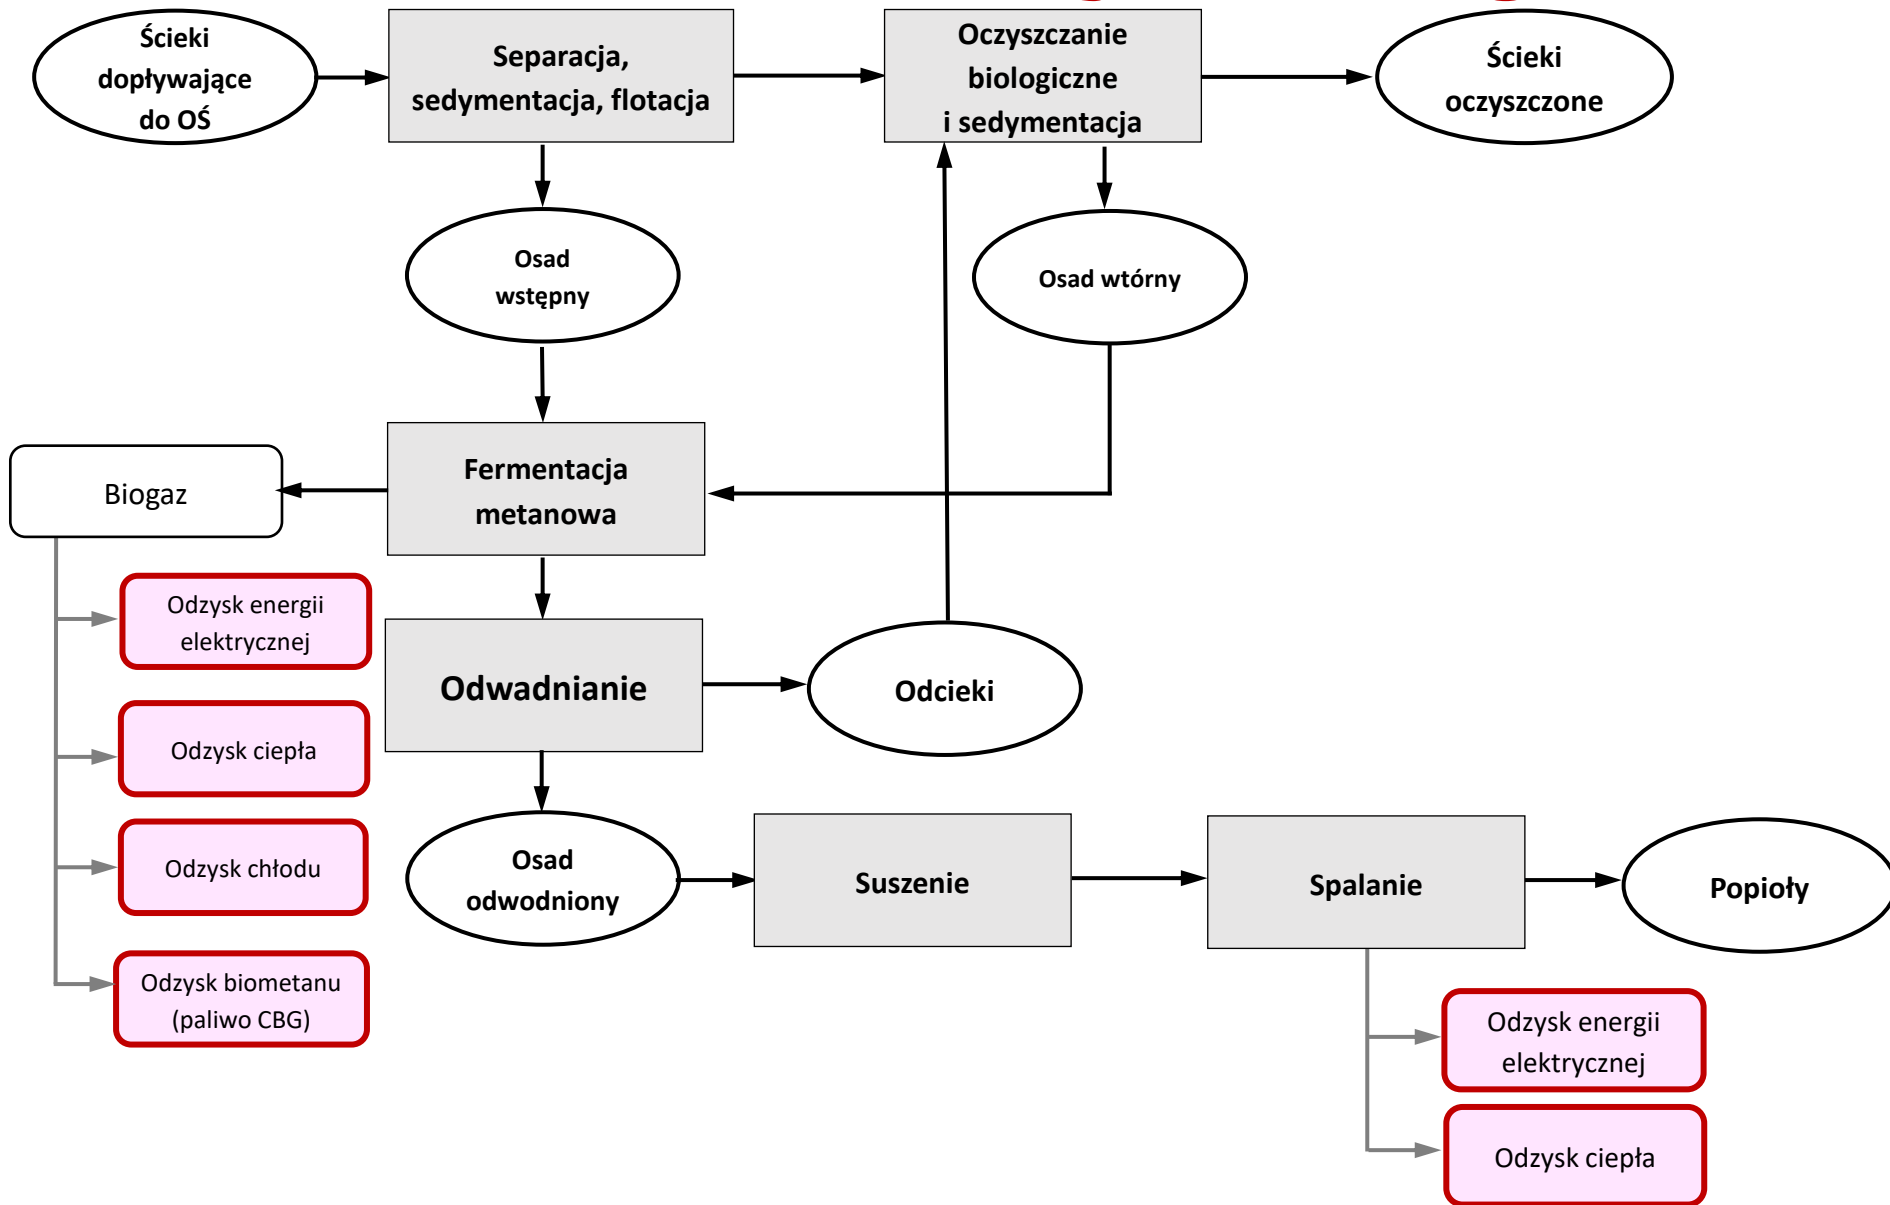 Ścieki
dopływające
do OŚ
Separacja,
sedymentacja, flotacja
Oczyszczanie
biologiczne
i sedymentacja
Ścieki
oczyszczone
Osad
wstępny
Osad wtórny
Biogaz
Fermentacja
metanowa
Odzysk energii
elektrycznej
Odwadnianie
Odcieki
Odzysk ciepła
Odzysk chłodu
Osad
odwodniony
Suszenie
Spalanie
Popioły
Odzysk biometanu
(paliwo CBG)
Odzysk energii
elektrycznej
Odzysk ciepła